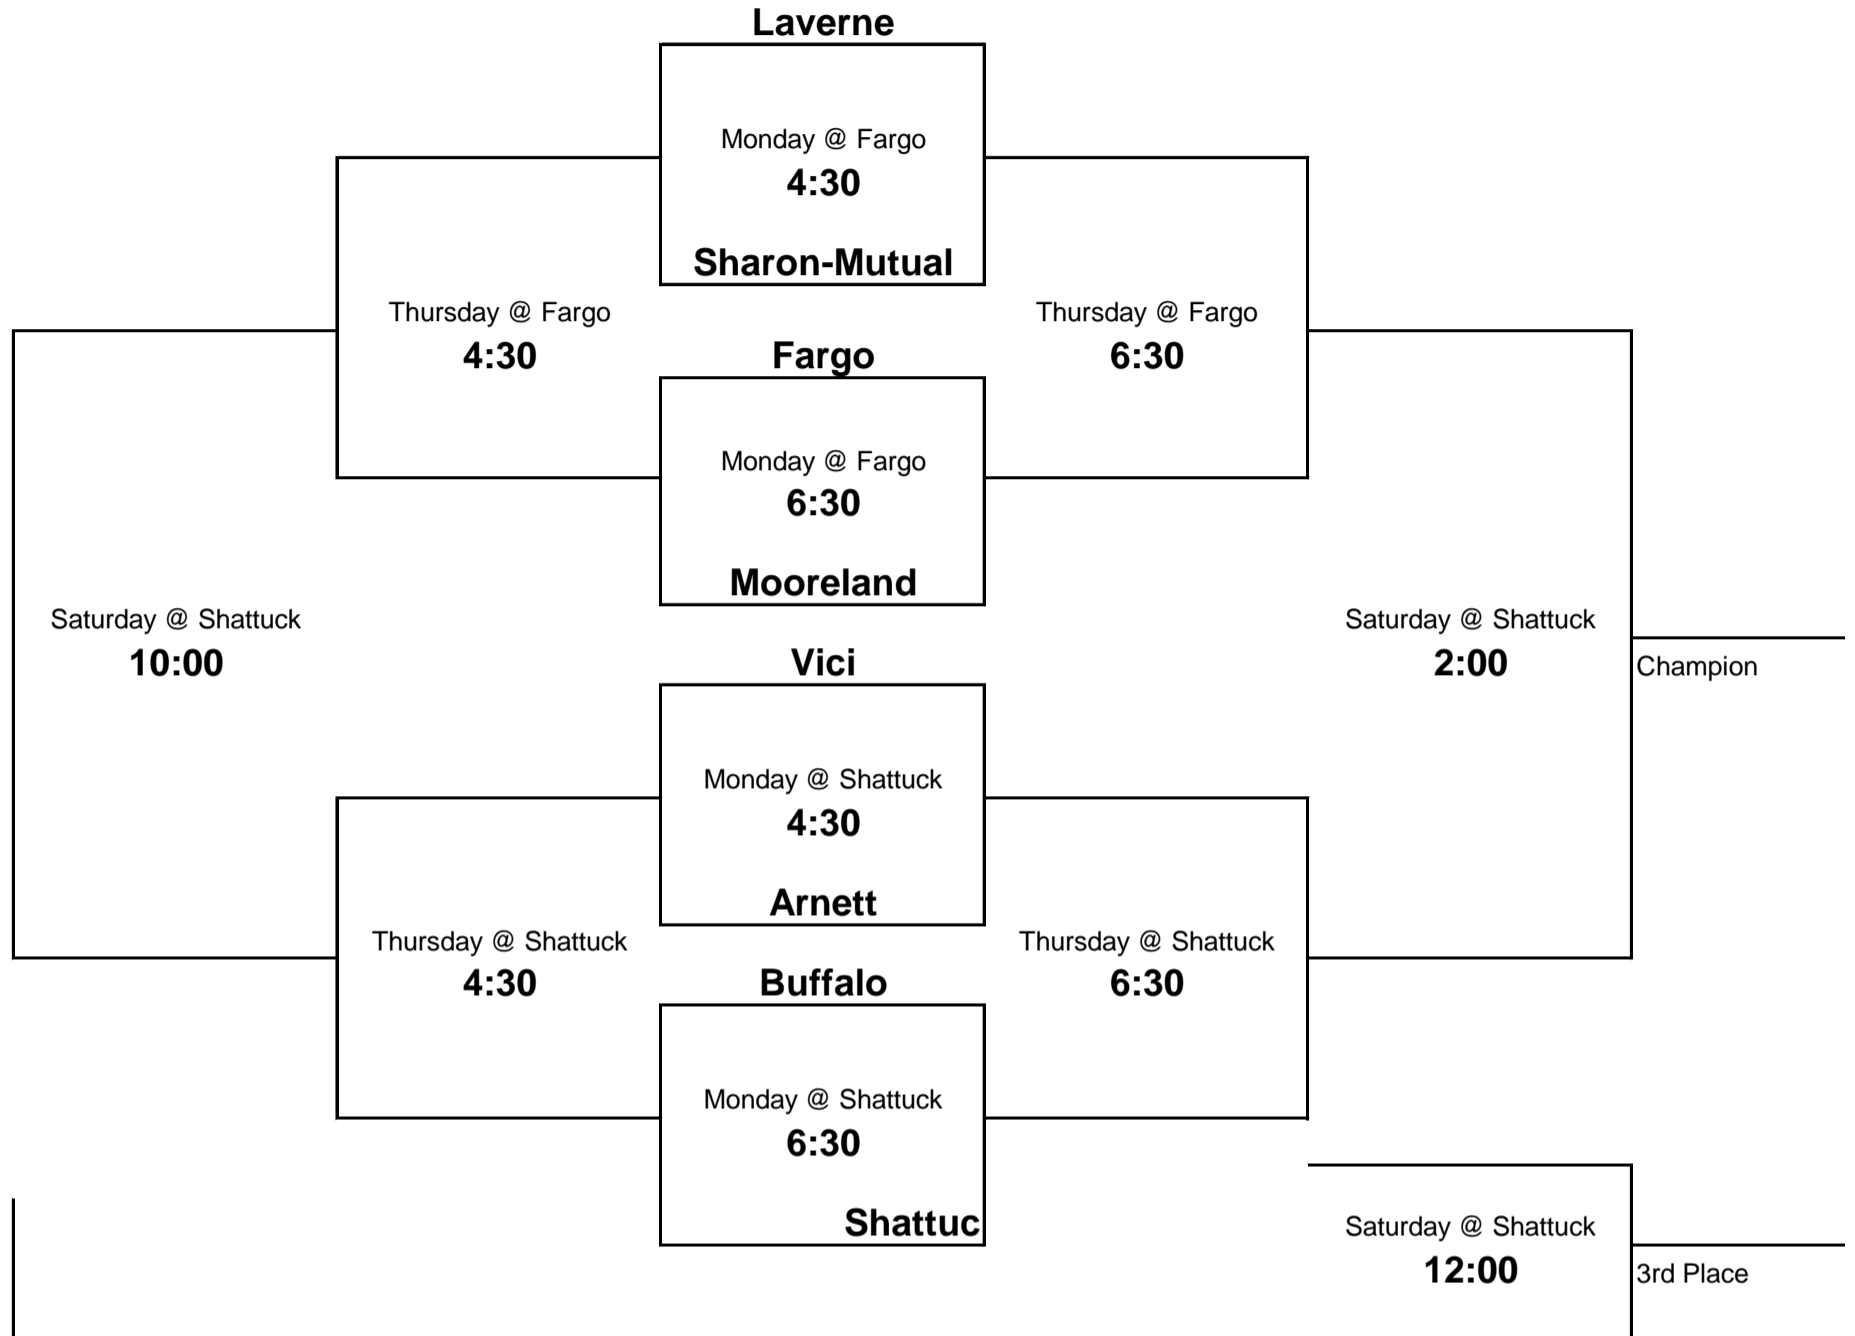 Laverne
Monday @ Fargo
4:30
Sharon-Mutual
Thursday @ Fargo
4:30
Thursday @ Fargo
6:30
Fargo
Monday @ Fargo
6:30
Mooreland
Saturday @ Shattuck
10:00
Saturday @ Shattuck
2:00
Champion
Vici
Monday @ Shattuck
4:30
Arnett
Thursday @ Shattuck
4:30
Thursday @ Shattuck
6:30
Buffalo
Monday @ Shattuck
6:30
Shattuc
Saturday @ Shattuck
12:00
3rd Place